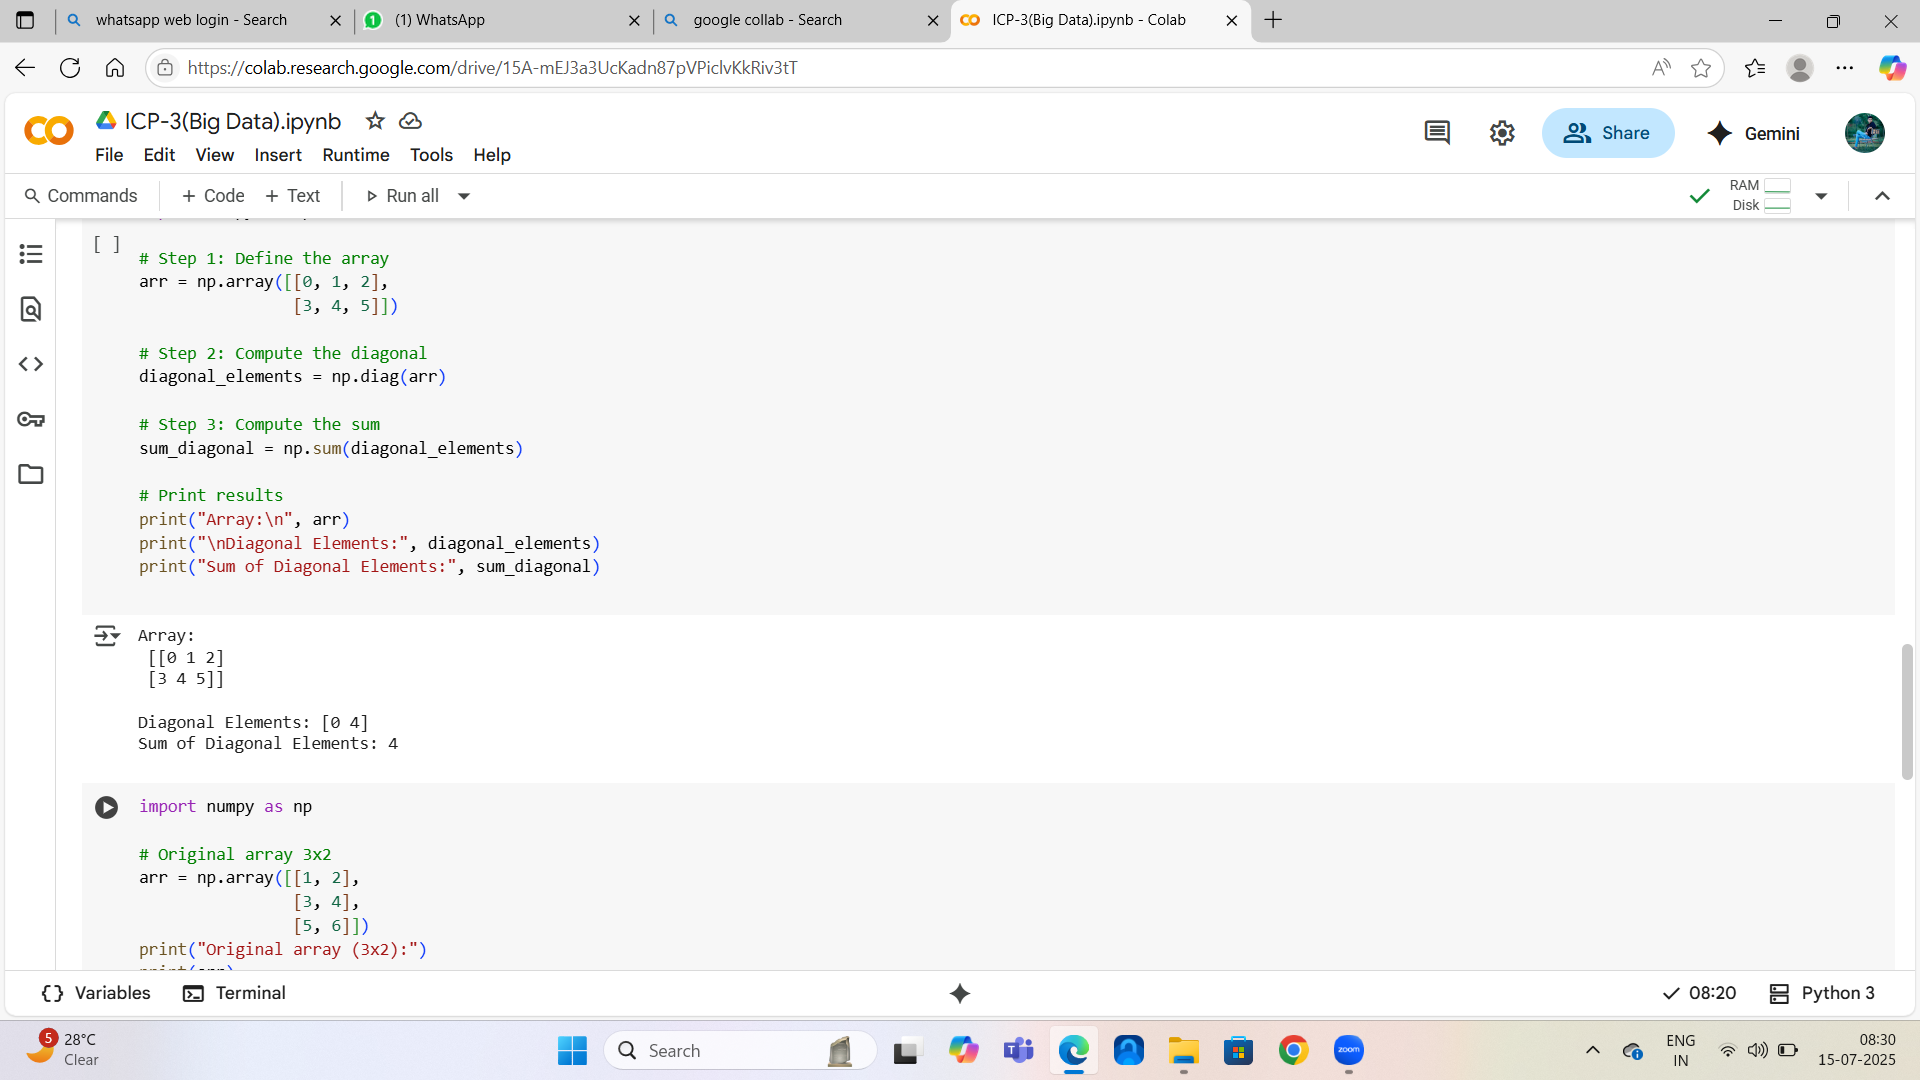 whatsapp web login - Search
1
(1) WhatsApp
google collab - Search
ICP-3(Big Data).ipynb - Colab
https://colab.research.google.com/drive/15A-mEJ3a3UcKadn87pVPiclvKkRiv3tT
ICP-3(Big Data).ipynb
File Edit View Insert Runtime Tools Help
Share
Gemini
Commands + Code + Text Run all
RAM
Disk
[ ]
# Step 1: Define the array
arr = np.array([[0, 1, 2],
[3, 4, 5]])
# Step 2: Compute the diagonal
diagonal_elements = np.diag(arr)
# Step 3: Compute the sum
sum_diagonal = np.sum(diagonal_elements)
# Print results
print("Array:\n", arr)
print("\nDiagonal Elements:", diagonal_elements)
print("Sum of Diagonal Elements:", sum_diagonal)
Array:
[[0 1 2]
[3 4 5]]
Diagonal Elements: [0 4]
Sum of Diagonal Elements: 4
import numpy as np
# Original array 3x2
arr = np.array([[1, 2],
[3, 4],
[5, 6]])
print("Original array (3x2):")
Variables
Terminal
08:20
Python 3
5
28°C
Clear
Search
zoom
ENG
IN
08:30
15-07-2025